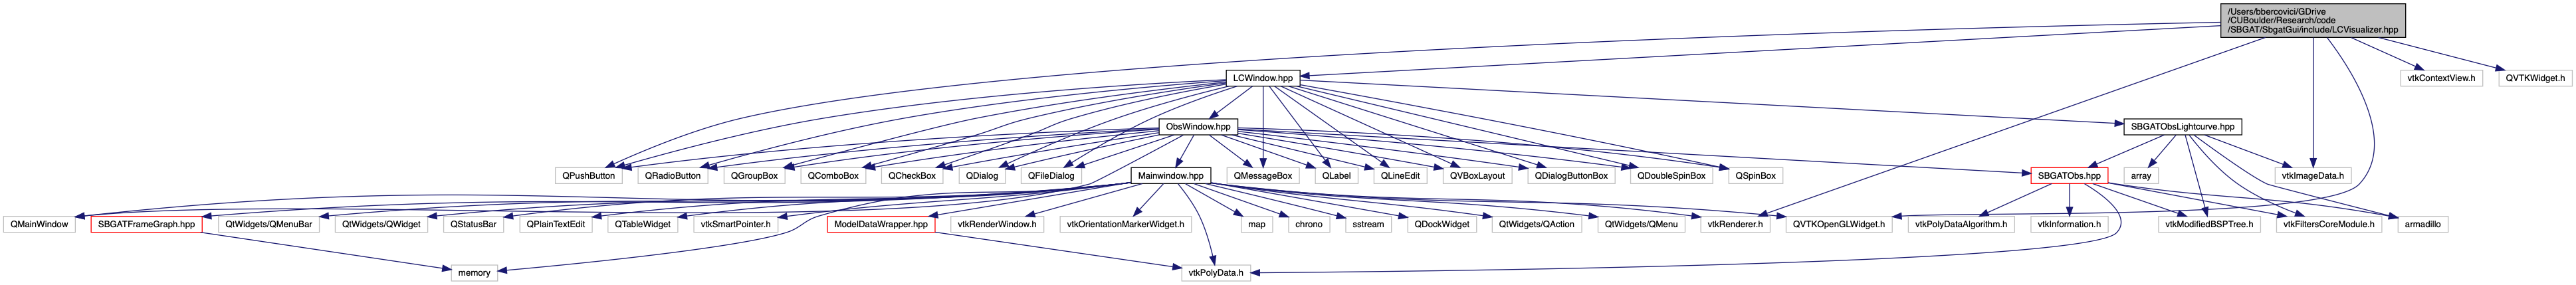 /Users/bbercovici/GDrive
/CUBoulder/Research/code
/SBGAT/SbgatGui/include/LCVisualizer.hpp
LCWindow.hpp
vtkContextView.h
QVTKWidget.h
ObsWindow.hpp
SBGATObsLightcurve.hpp
QPushButton
QRadioButton
QGroupBox
QComboBox
QCheckBox
QDialog
QFileDialog
Mainwindow.hpp
QMessageBox
QLabel
QLineEdit
QVBoxLayout
QDialogButtonBox
QDoubleSpinBox
QSpinBox
SBGATObs.hpp
array
vtkImageData.h
QMainWindow
SBGATFrameGraph.hpp
QtWidgets/QMenuBar
QtWidgets/QWidget
QStatusBar
QPlainTextEdit
QTableWidget
vtkSmartPointer.h
ModelDataWrapper.hpp
vtkRenderWindow.h
vtkOrientationMarkerWidget.h
map
chrono
sstream
QDockWidget
QtWidgets/QAction
QtWidgets/QMenu
vtkRenderer.h
QVTKOpenGLWidget.h
vtkPolyDataAlgorithm.h
vtkInformation.h
vtkModifiedBSPTree.h
vtkFiltersCoreModule.h
armadillo
memory
vtkPolyData.h